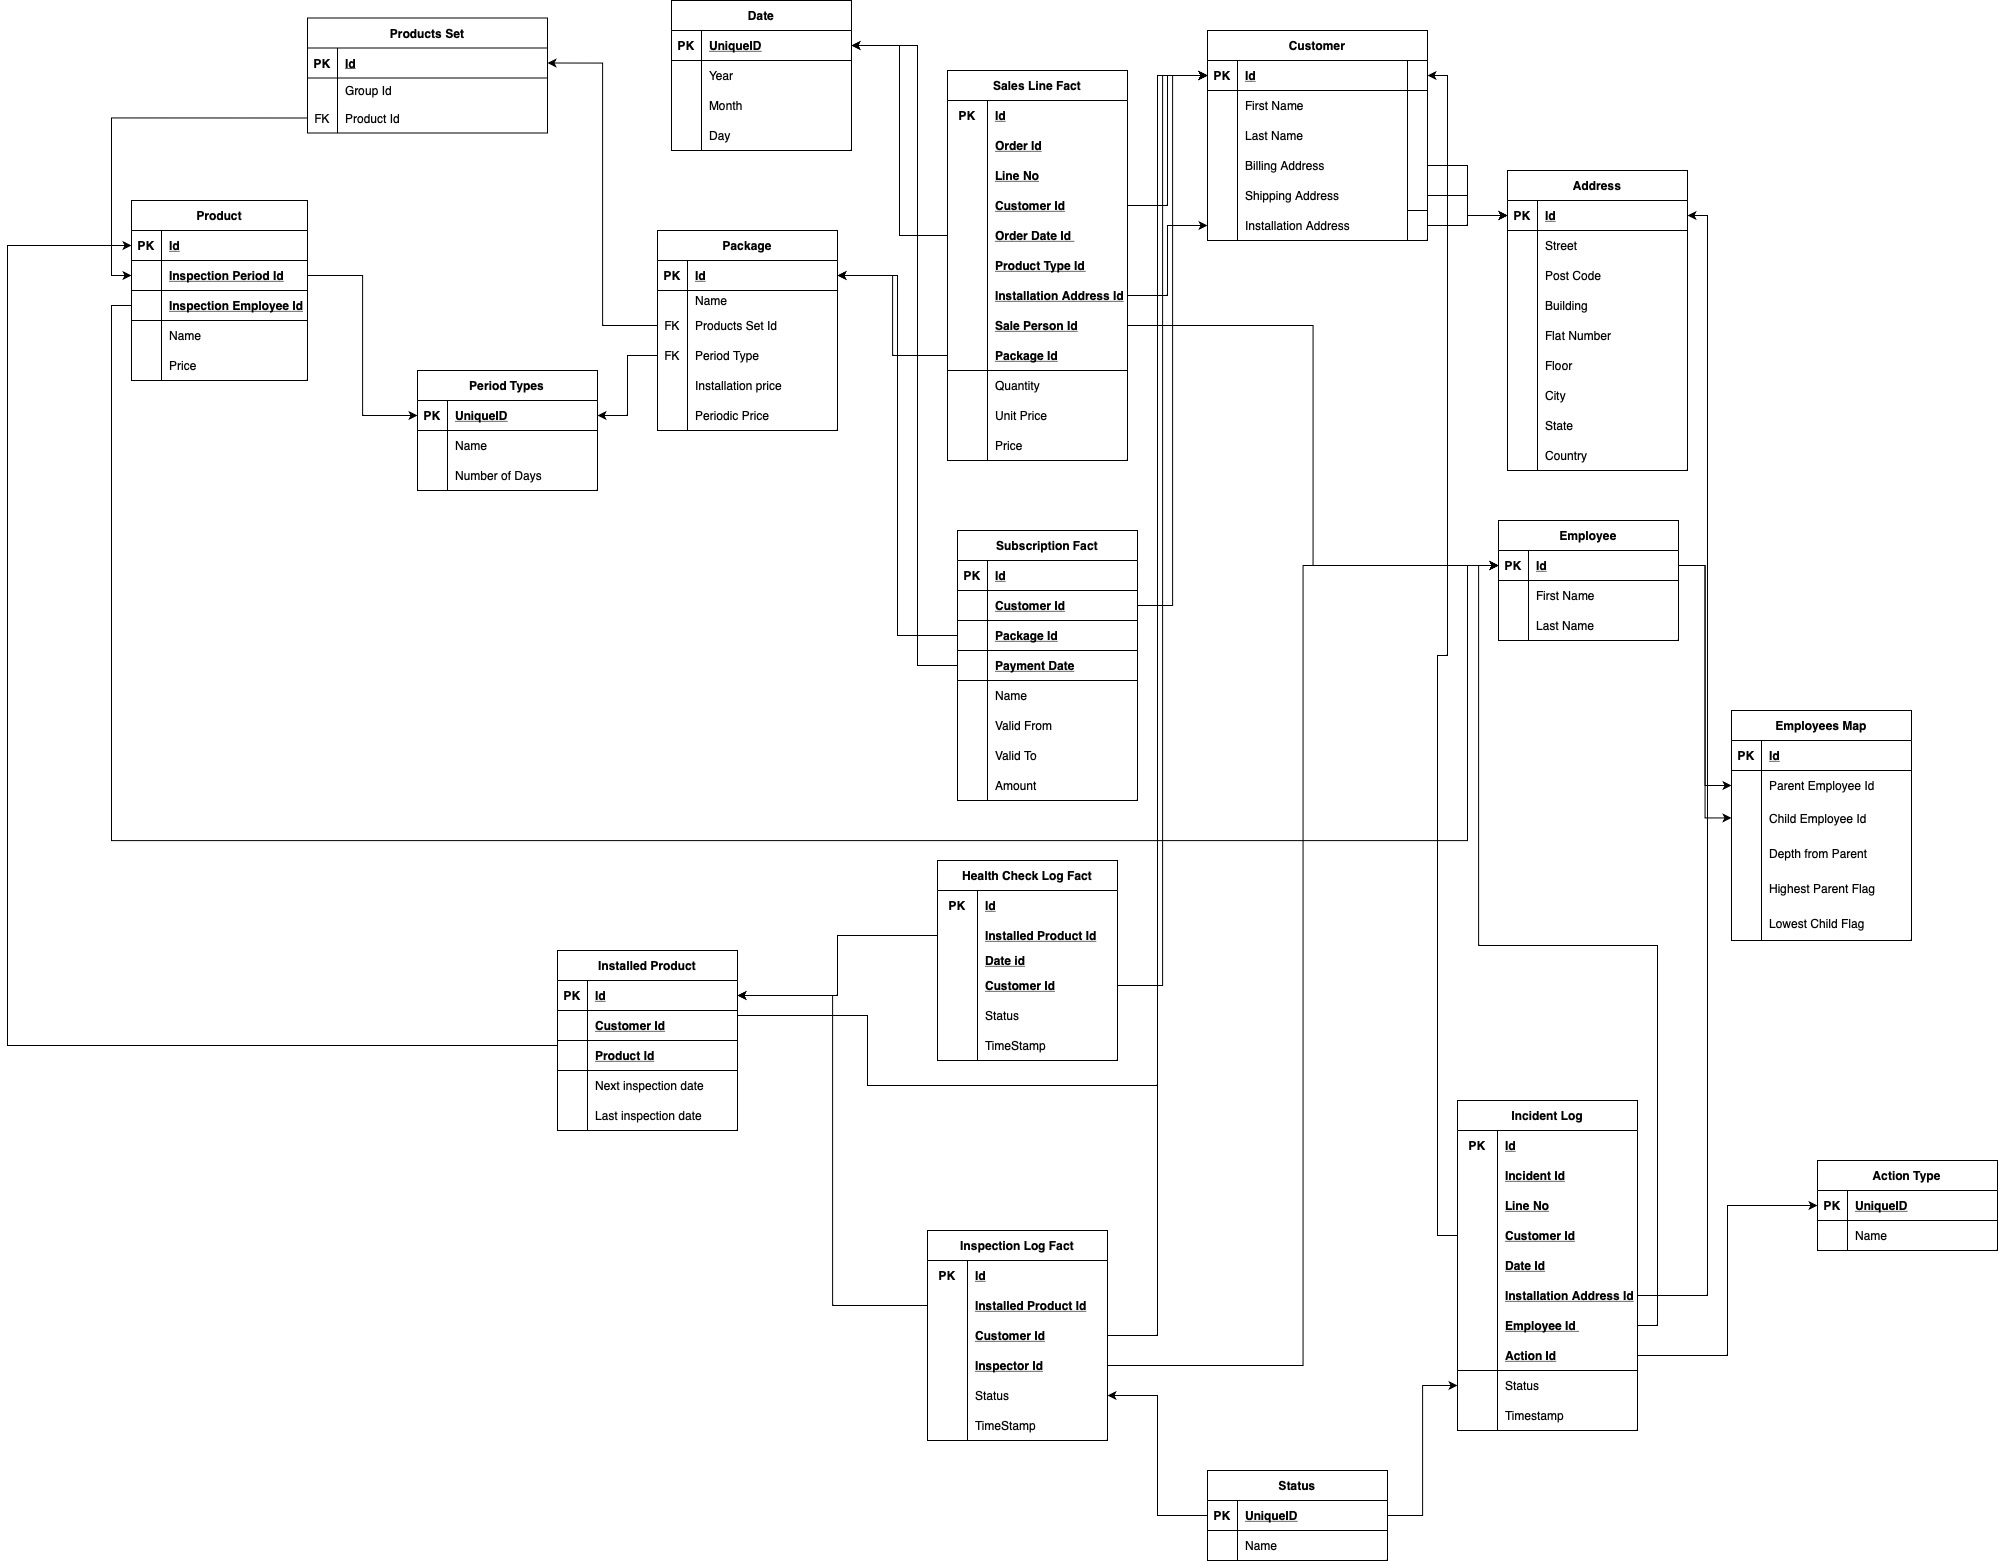 Products Set
PK Id
Group Id
FK Product Id
Date
PK UniqueID
Year
Month
Day
Sales Line Fact
PK Id
Order Id
Line No
Customer Id
Order Date Id
Product Type Id
Installation Address Id
Sale Person Id
Package Id
Quantity
Unit Price
Price
Customer
PK Id
First Name
Last Name
Billing Address
Shipping Address
Installation Address
Address
PK Id
Street
Post Code
Building
Flat Number
Floor
City
State
Country
Product
PK Id
Inspection Period Id
Inspection Employee Id
Name
Price
Package
PK Id
Name
FK Products Set Id
FK Period Type
Installation price
Periodic Price
Period Types
PK UniqueID
Name
Number of Days
Subscription Fact
PK Id
Customer Id
Package Id
Payment Date
Name
Valid From
Valid To
Amount
Employee
PK Id
First Name
Last Name
Employees Map
PK Id
Parent Employee Id
Child Employee Id
Depth from Parent
Highest Parent Flag
Lowest Child Flag
Health Check Log Fact
PK Id
Installed Product Id
Date id
Customer Id
Status
TimeStamp
Installed Product
PK Id
Customer Id
Product Id
Next inspection date
Last inspection date
Incident Log
PK Id
Incident Id
Line No
Customer Id
Date Id
Installation Address Id
Employee Id
Action Id
Status
Timestamp
Action Type
PK UniqueID
Name
Inspection Log Fact
PK Id
Installed Product Id
Customer Id
Inspector Id
Status
TimeStamp
Status
PK UniqueID
Name